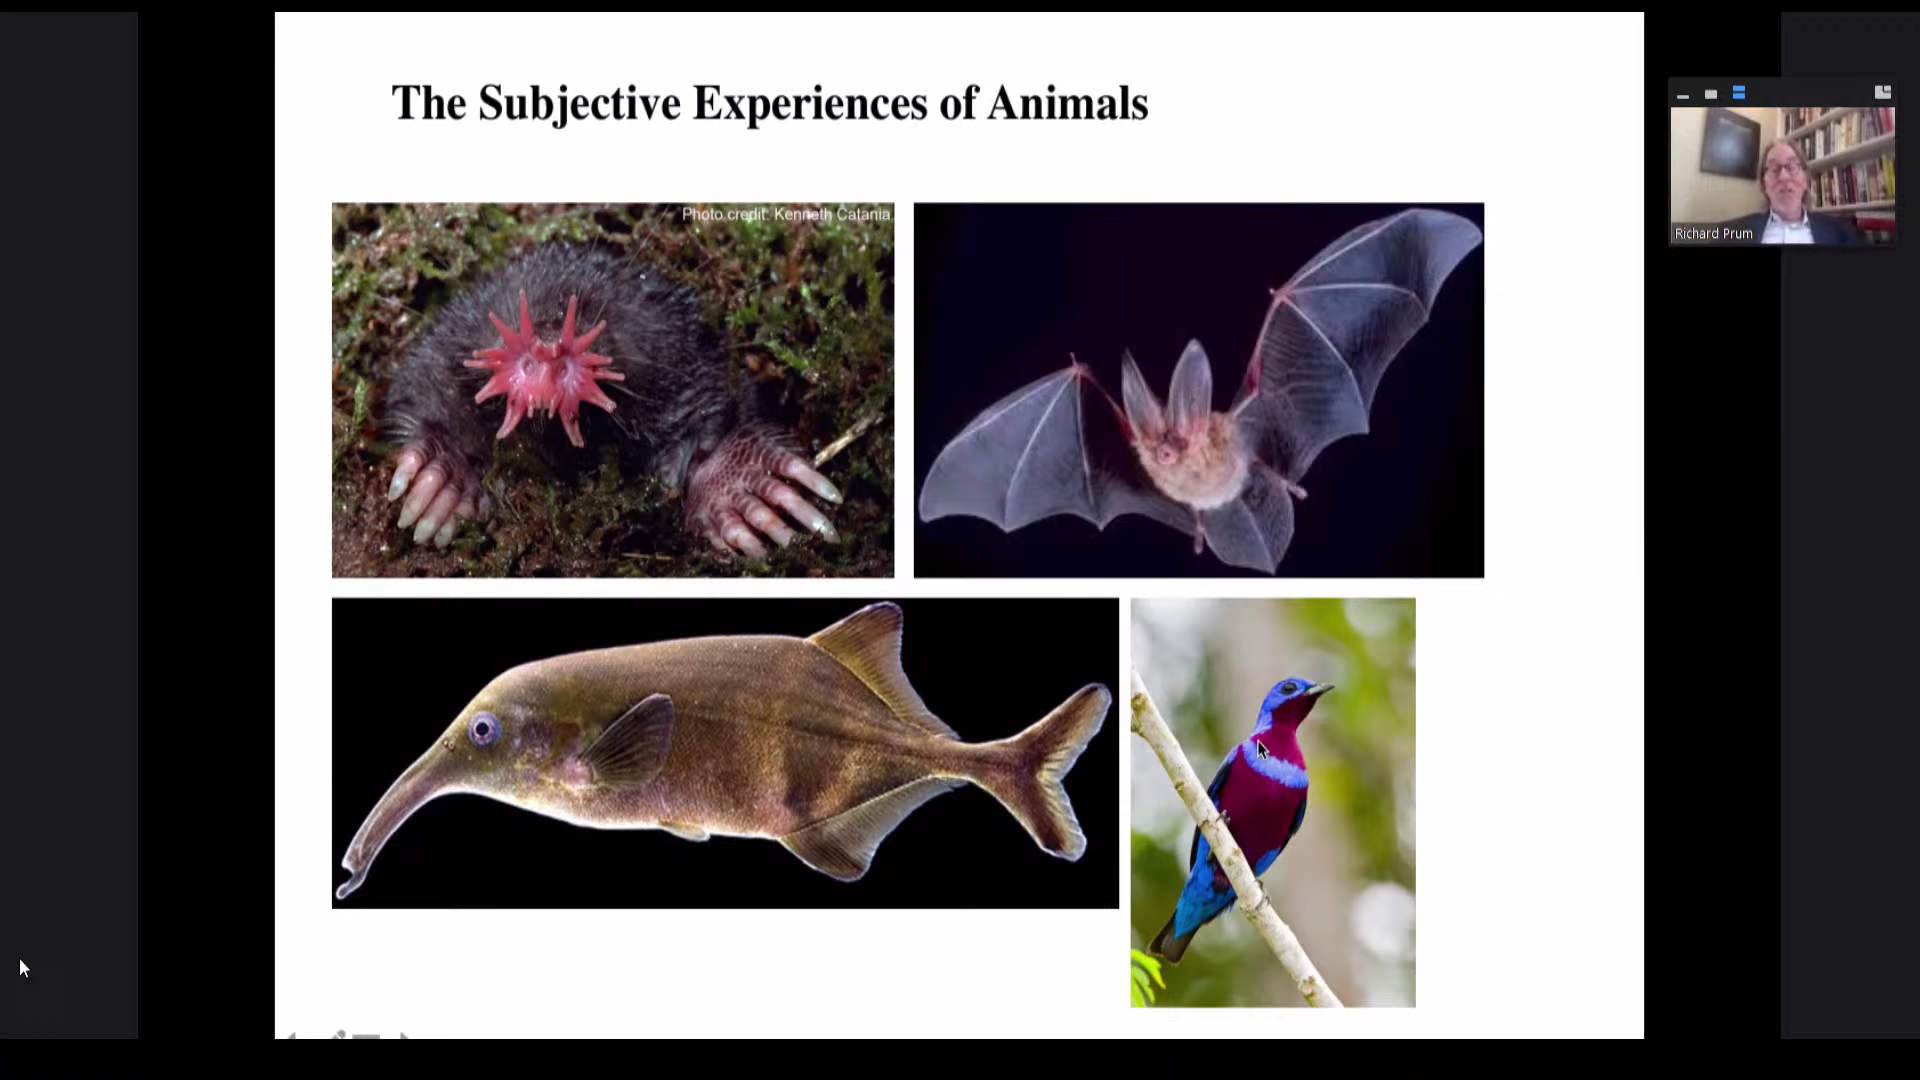 The Subjective Experiences of Animals
Photo credit: Kenneth Catania
Richard Prum